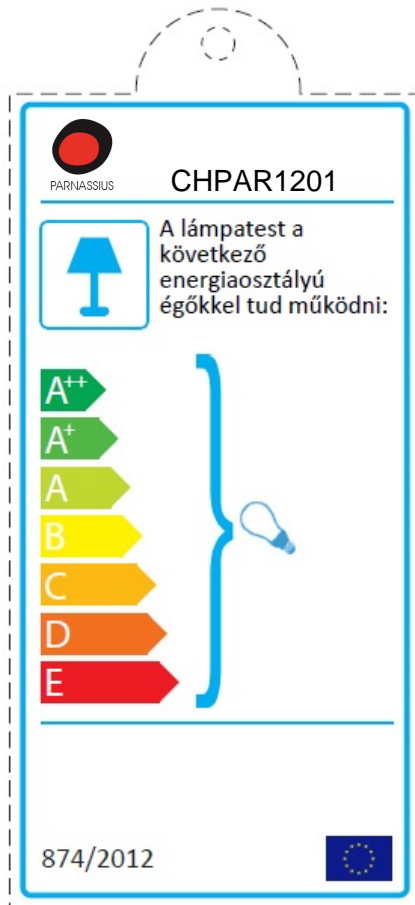 PARNASSIUS
CHPAR1201
A lámpatest a
következő
energiaosztályú
égőkkel tud működni:
A++
A+
A
B
C
D
E
874/2012